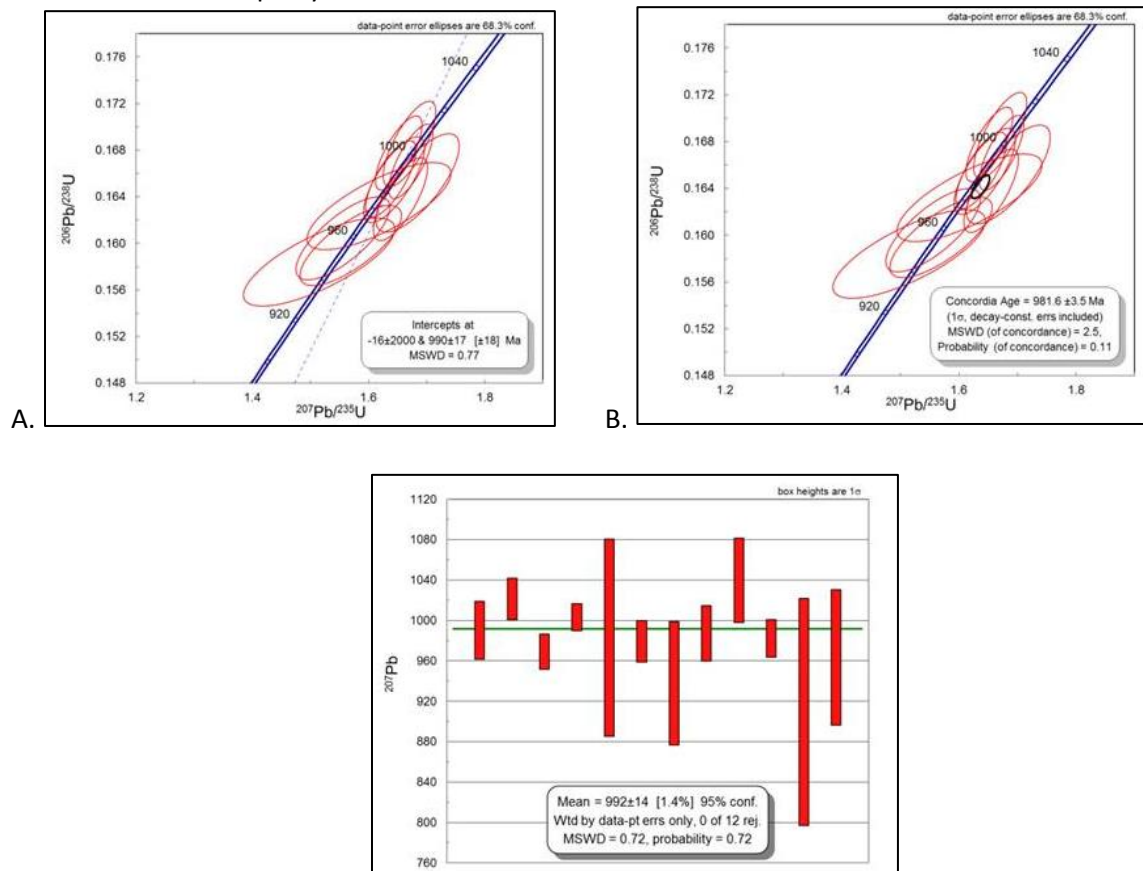 data-point error ellipses are 68.3% conf.
0.176
0.172
0.168
0.164
0.160
0.156
0.152
0.148
206Pb/238U
1040
1000
960
920
Intercepts at
-16±2000 & 990±17 [±18] Ma
MSWD = 0.77
1.2
1.4
1.6
1.8
207Pb/235U
A.
data-point error ellipses are 68.3% conf.
0.176
0.172
0.168
0.164
0.160
0.156
0.152
0.148
206Pb/238U
1040
1000
960
920
Concordia Age = 981.6 ±3.5 Ma
(1σ, decay-const. errs included)
MSWD (of concordance) = 2.5,
Probability (of concordance) = 0.11
1.2
1.4
1.6
1.8
207Pb/235U
B.
box heights are 1σ
1120
1080
1040
1000
960
920
880
840
800
760
207Pb
Mean = 992±14 [1.4%] 95% conf.
Wtd by data-pt errs only, 0 of 12 rej.
MSWD = 0.72, probability = 0.72